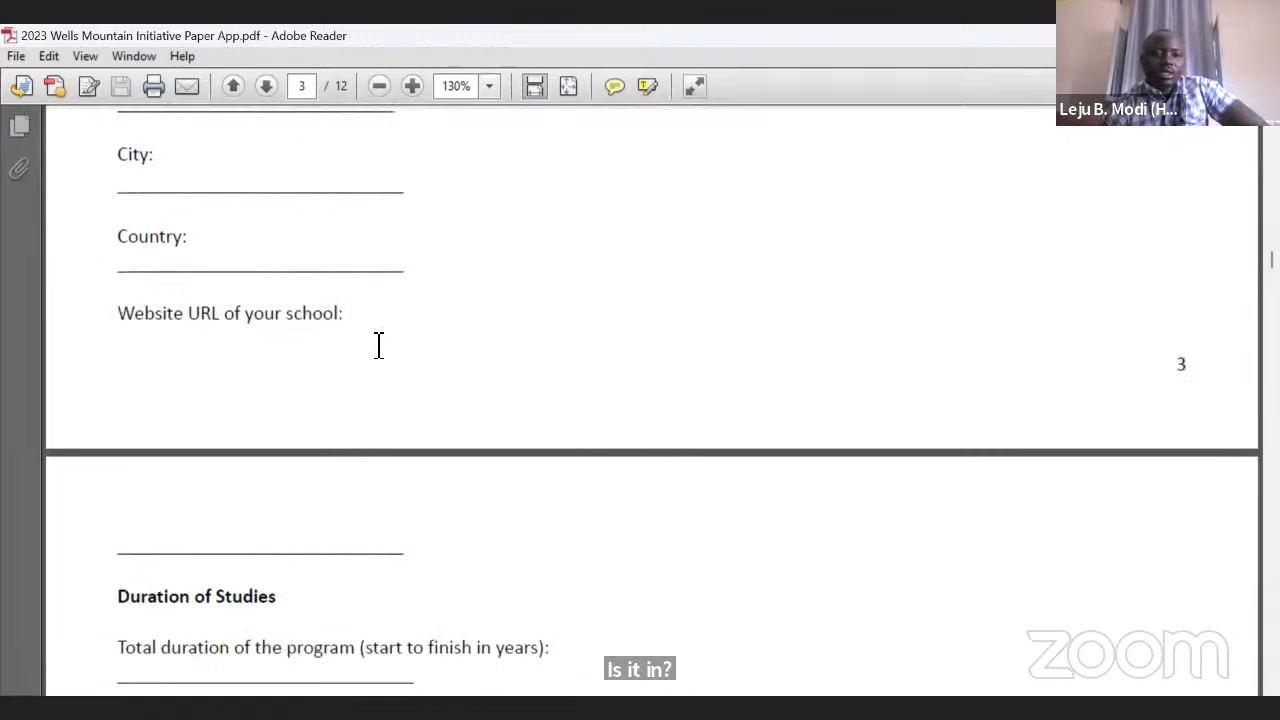 2023 Wells Mountain Initiative Paper App.pdf - Adobe Reader
File Edit View Window Help
3 / 12 130%
Leju B. Modi (H...
City:
Country:
Website URL of your school:
3
Duration of Studies
Total duration of the program (start to finish in years):
zoom
Is it in?